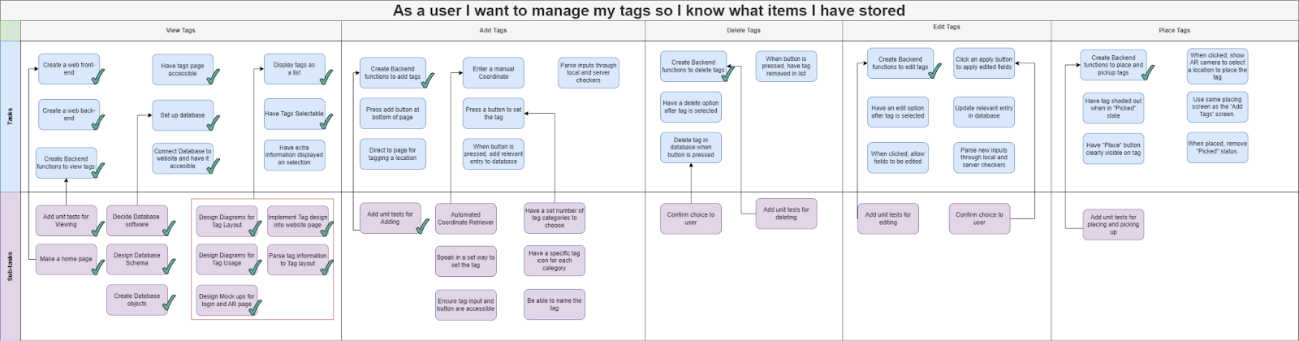 As a user I want to manage my tags so I know what items I have stored
View Tags
Add Tags
Delete Tags
Edit Tags
Place Tags
Tasks
Create a web front-
end
Have tags page
accessible
Display tags as
a list
Create a web back-
end
Set up database
Have Tags Selectable
Create Backend
functions to view tags
Connect Database to
website and have it
accesible
Have extra
information displayed
on selection
Create Backend
functions to add tags
Enter a manual
Coordinate
Parse inputs through
local and server
checkers
Press add button at
bottom of page
Press a button to set
the tag
Direct to page for
tagging a location
When button is
pressed, add relevant
entry to database
Create Backend
functions to delete tags
When button is
pressed, have tag
removed in list
Have a delete option
after tag is selected
Delete tag in
database when
button is pressed
Create Backend
functions to edit tags
Click an apply button
to apply edited fields
Have an edit option
after tag is selected
Update relevant entry
in database
When clicked, allow
fields to be edited
Parse new inputs
through local and
server checkers
Create Backend
functions to place and
pickup tags
When clicked, show
AR camera to select
a location to place the
tag
Have tag shaded out
when in "Picked"
state
Use same placing
screen as the 'Add
Tags' screen.
Have "Place" button
clearly visible on tag
When placed, remove
"Picked" status
Sub-tasks
Add unit tests for
Viewing
Decide Database
software
Design Diagrams for
Tag Layout
Implement Tag design
into website page
Make a home page
Design Database
Schema
Design Diagrams for
Tag Usage
Parse tag information
to Tag layout
Create Database
objects
Design Mock ups for
login and AR page
Add unit tests for
Adding
Automated
Coordinate Retriever
Have a set number of
tag categories to
choose
Speak in a set way to
set the tag
Have a specific tag
icon for each
category
Enure tag input and
button are accessible
Be able to name the
tag
Confirm choice to
user
Add unit tests for
deleting
Add unit tests for
editing
Confirm choice to
user
Add unit tests for
placing and picking
up